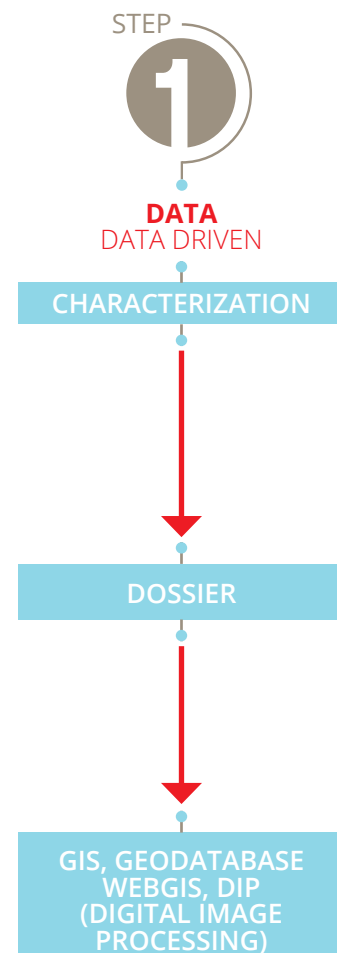 STEP
1
DATA
DATA DRIVEN
CHARACTERIZATION
DOSSIER
GIS, GEODATABASE
WEBGIS, DIP
(DIGITAL IMAGE
PROCESSING)